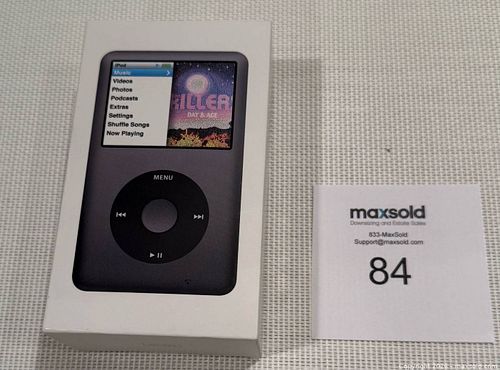 iPod
Music
Videos
Photos
Podcasts
Extras
Settings
Shuffle Songs
Now Playing
KILLER
DAY & AGE
MENU
maxsold
Downsizing and Estate Sales
833-MaxSold
Support@maxsold.com
84